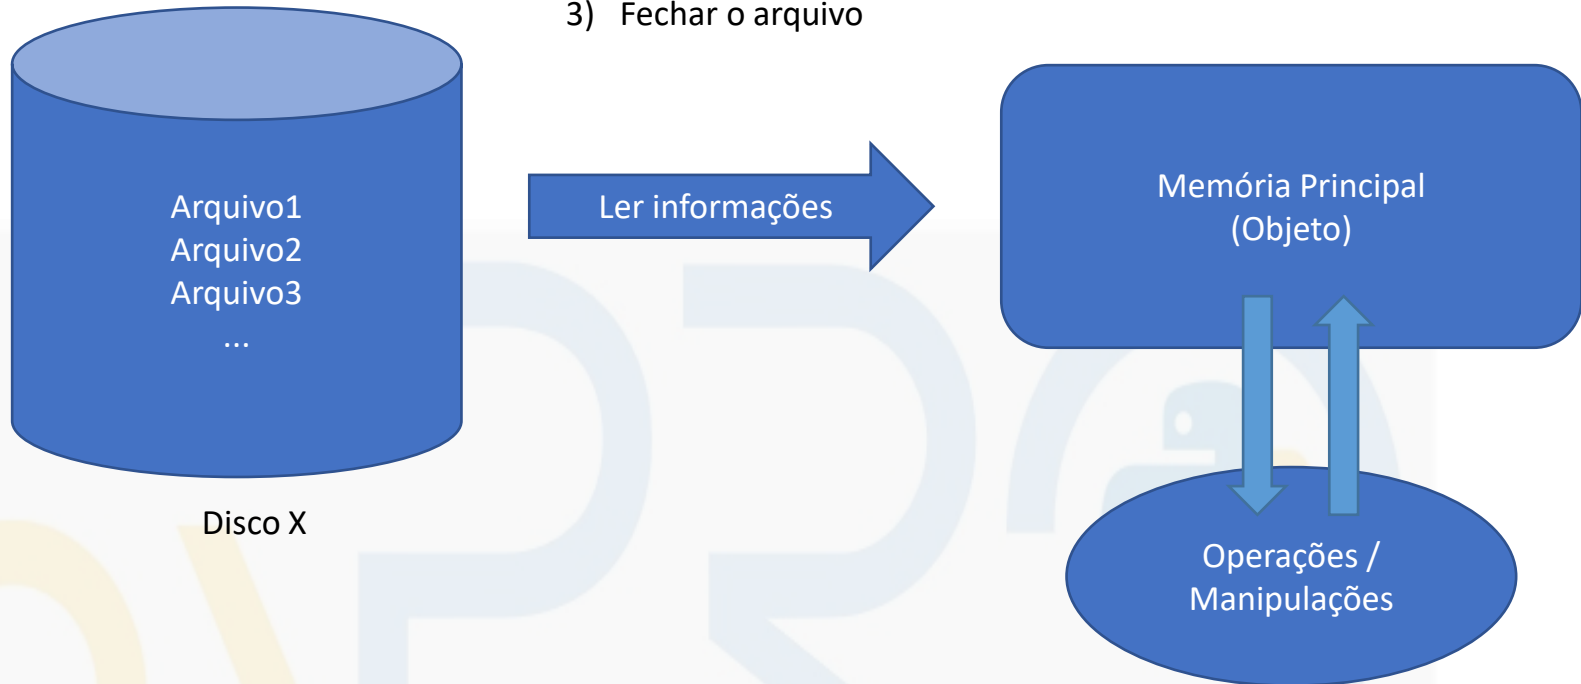 3) Fechar o arquivo
Arquivo1
Arquivo2
Arquivo3
...
Disco X
Ler informações
Memória Principal
(Objeto)
Operações /
Manipulações